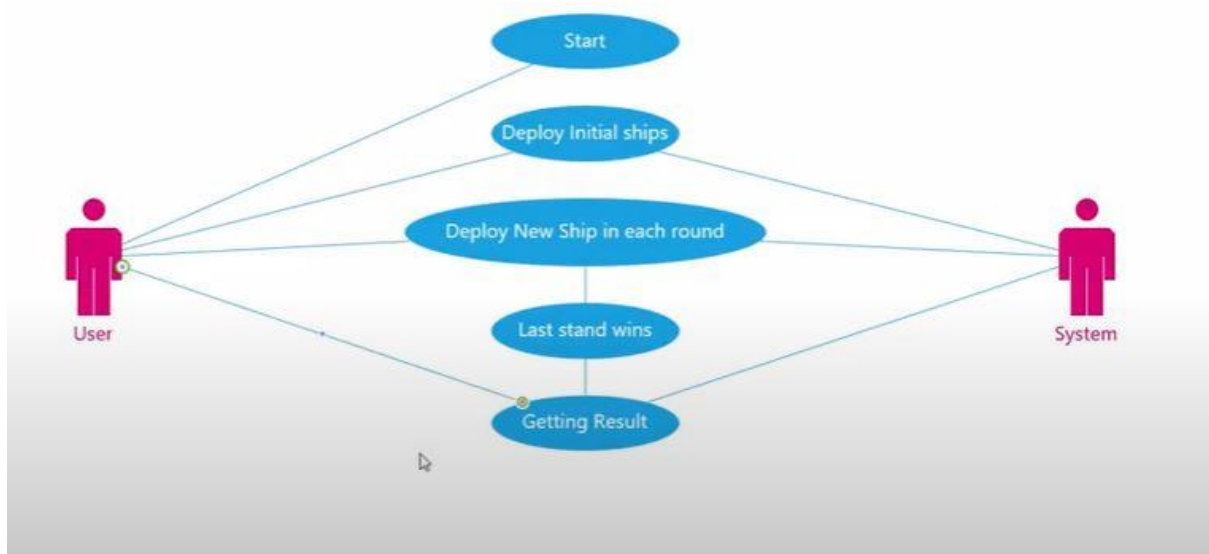 Start
Deploy Initial ships
Deploy New Ship in each round
Last stand wins
User
System
Getting Result